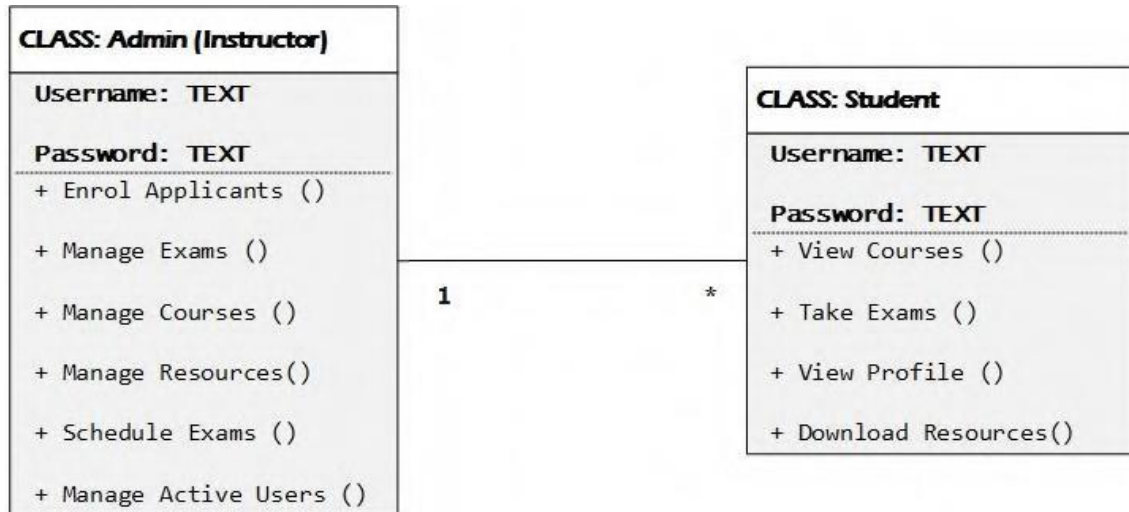 CLASS: Admin (Instructor)
Username: TEXT
Password: TEXT
+ Enrol Applicants ()
+ Manage Exams ()
+ Manage Courses ()
+ Manage Resources()
+ Schedule Exams ()
+ Manage Active Users ()
1
*
CLASS: Student
Username: TEXT
Password: TEXT
+ View Courses ()
+ Take Exams ()
+ View Profile ()
+ Download Resources()